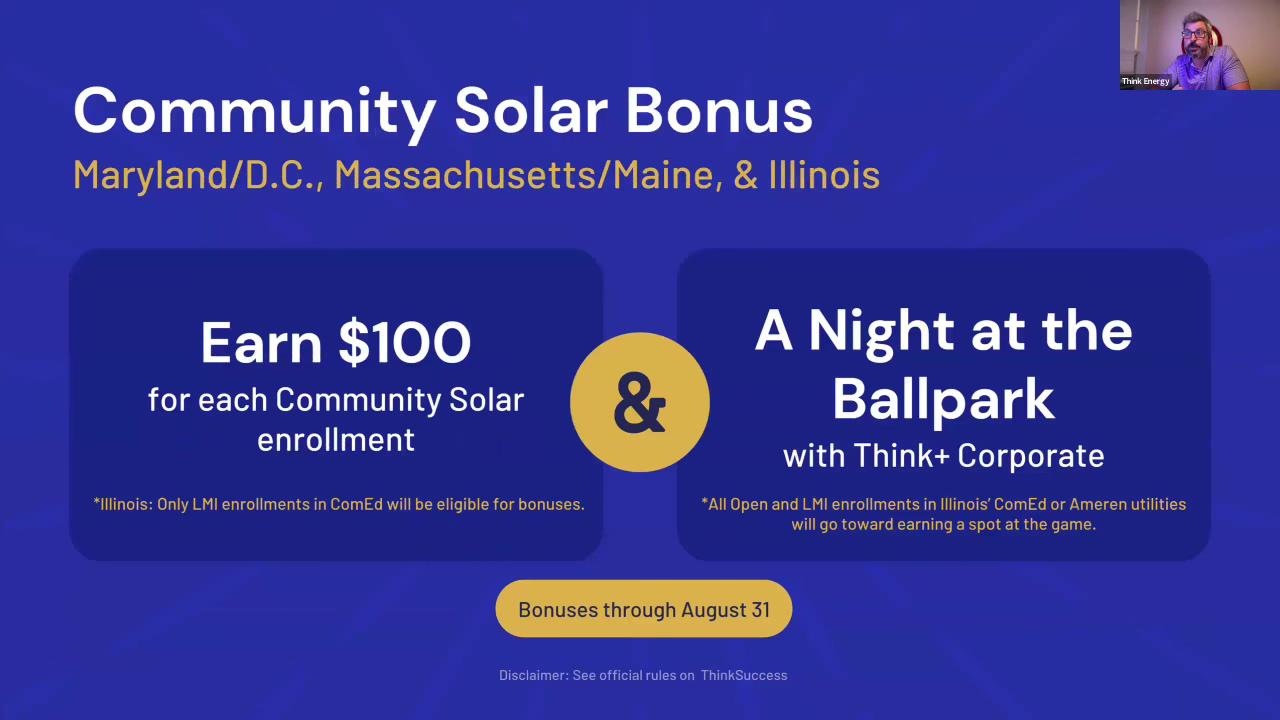 Think Energy
Community Solar Bonus
Maryland/D.C., Massachusetts/Maine, & Illinois
Earn $100
for each Community Solar
enrollment
*Illinois: Only LMI enrollments in ComEd will be eligible for bonuses.
&
A Night at the
Ballpark
with Think+ Corporate
*All Open and LMI enrollments in Illinois’ ComEd or Ameren utilities
will go toward earning a spot at the game.
Bonuses through August 31
Disclaimer: See official rules on ThinkSuccess